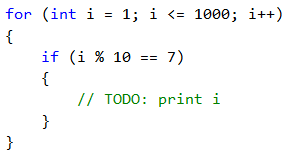 for (int i = 1; i <= 1000; i++)
{
    if (i % 10 == 7)
    {
        // TODO: print i
    }
}